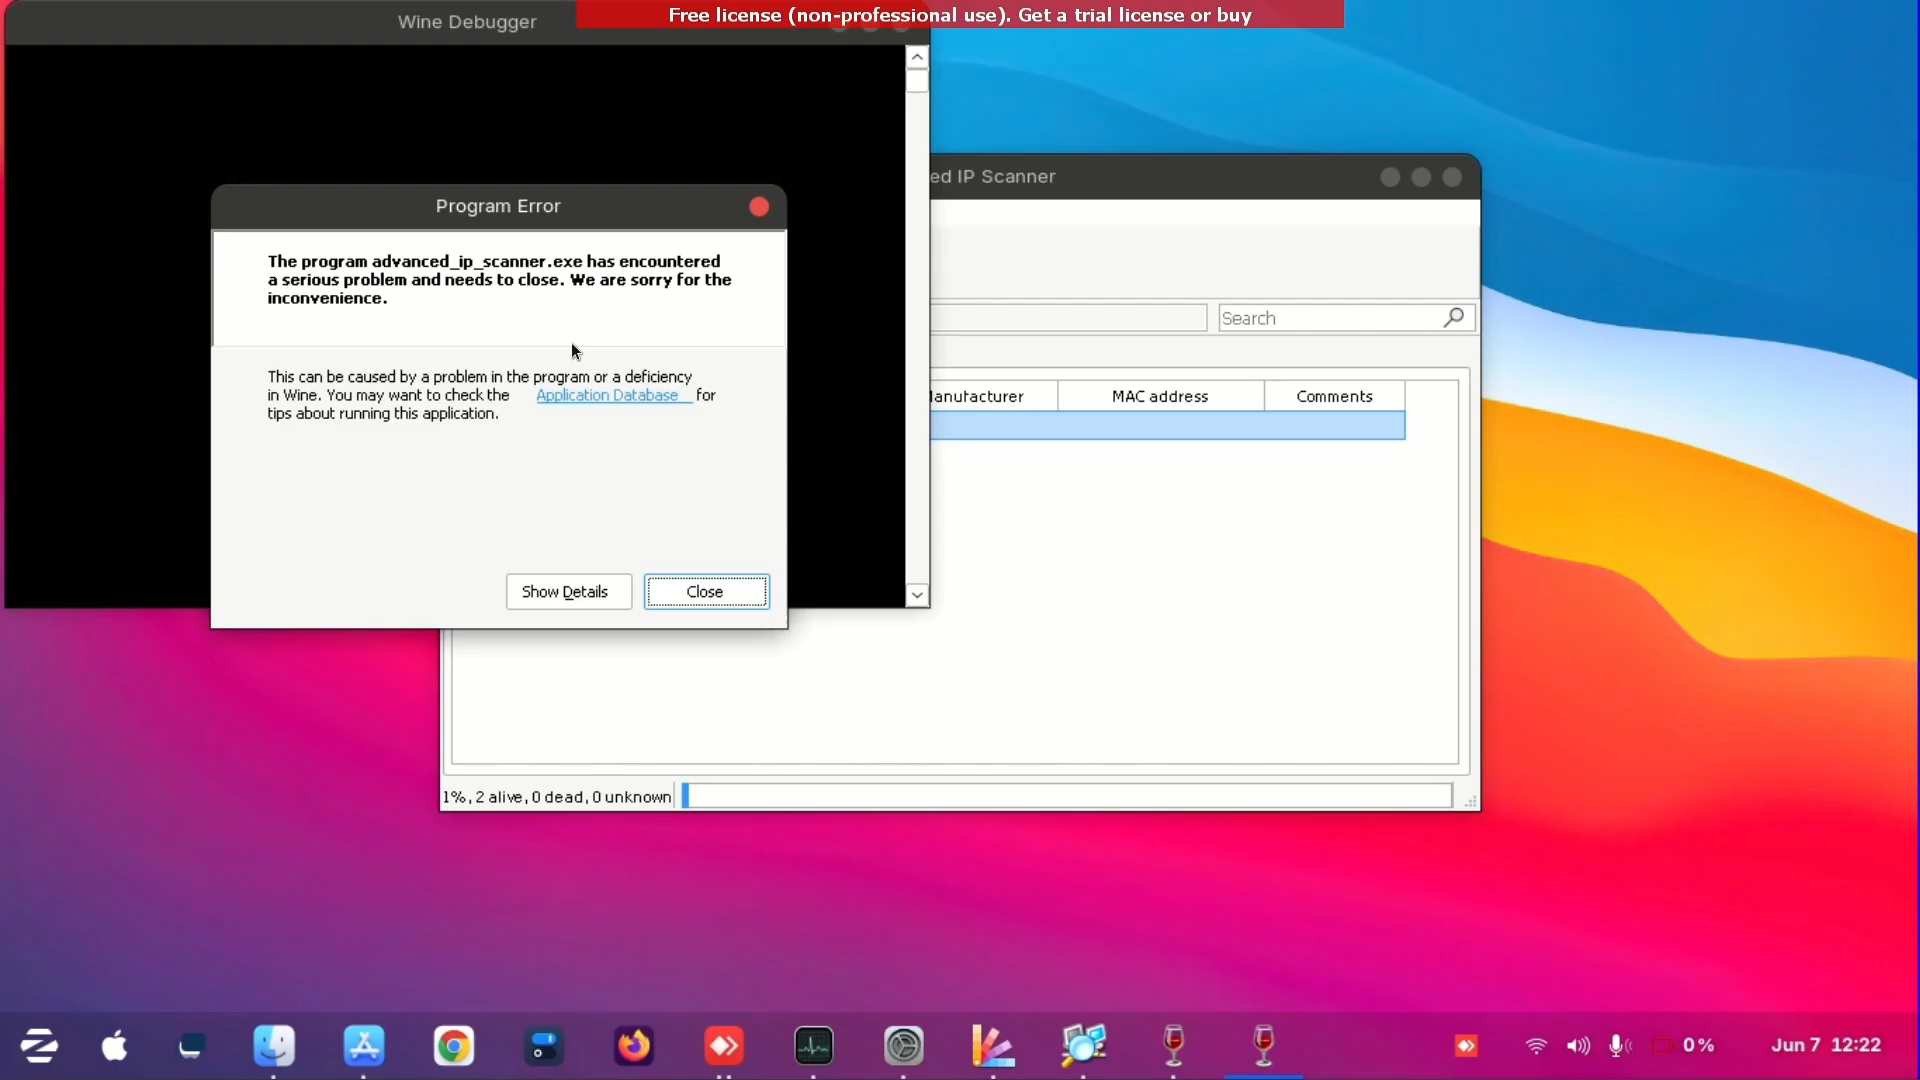 Wine Debugger
Free license (non-professional use). Get a trial license or buy
ed IP Scanner
Program Error
The program advanced_ip_scanner.exe has encountered
a serious problem and needs to close. We are sorry for the
inconvenience.
Search
This can be caused by a problem in the program or a deficiency
in Wine. You may want to check the Application Database for
tips about running this application.
anufacturer
MAC address
Comments
Show Details
Close
1%, 2 alive, 0 dead, 0 unknown
0 %
Jun 7 12:22